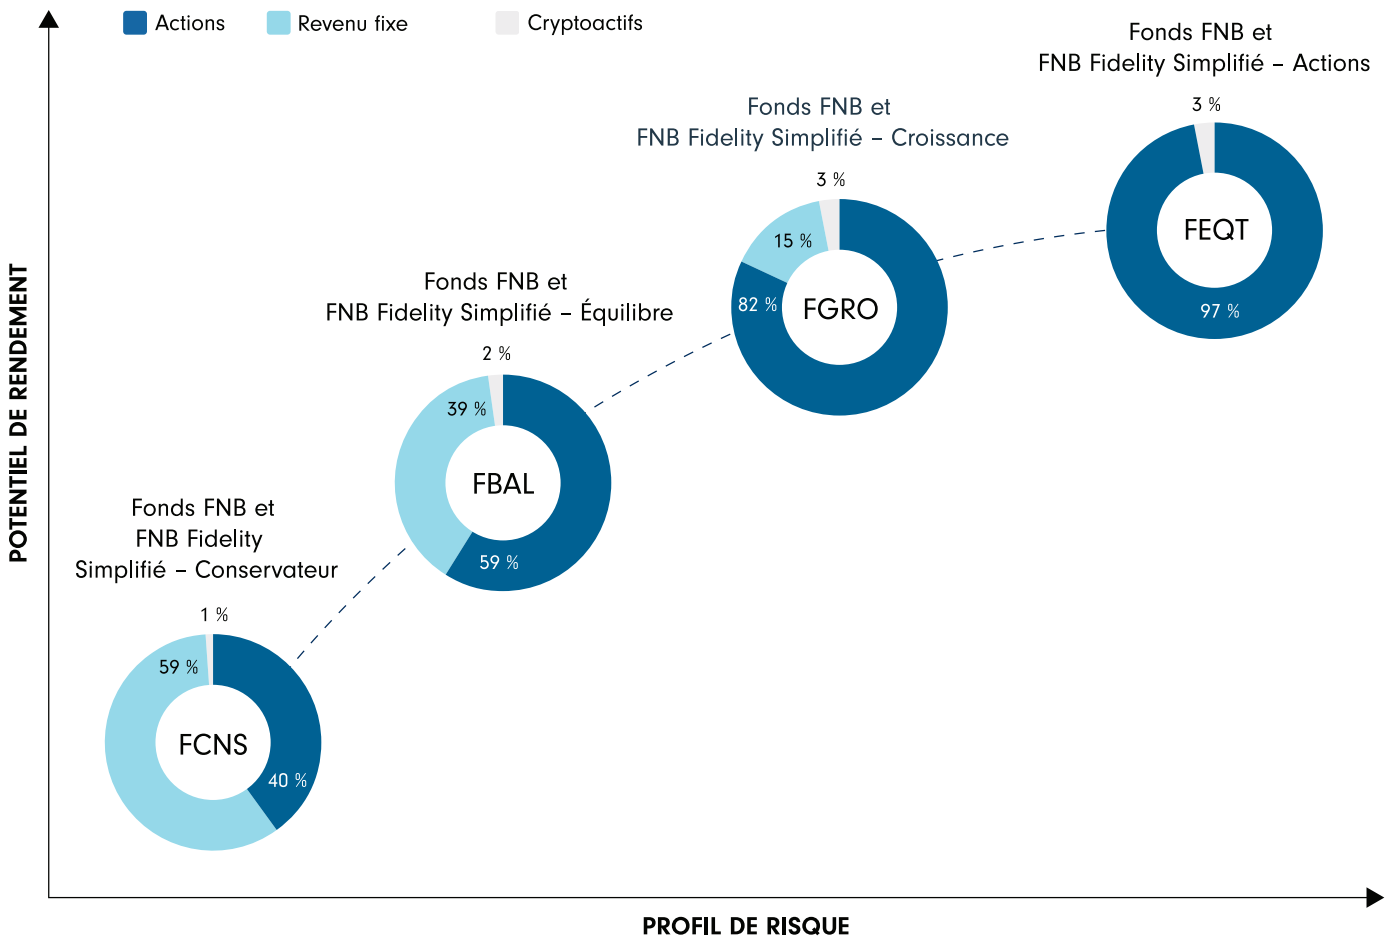 Actions
Revenu fixe
Cryptoactifs
Fonds FNB et
FNB Fidelity Simplifié – Actions
3 %
FEQT
97 %
Fonds FNB et
FNB Fidelity Simplifié – Croissance
3 %
15 %
82 %
FGRO
Fonds FNB et
FNB Fidelity Simplifié – Équilibre
2 %
39 %
FBAL
59 %
Fonds FNB et
FNB Fidelity
Simplifié – Conservateur
1 %
59 %
FCNS
40 %
POTENTIEL DE RENDEMENT
PROFIL DE RISQUE